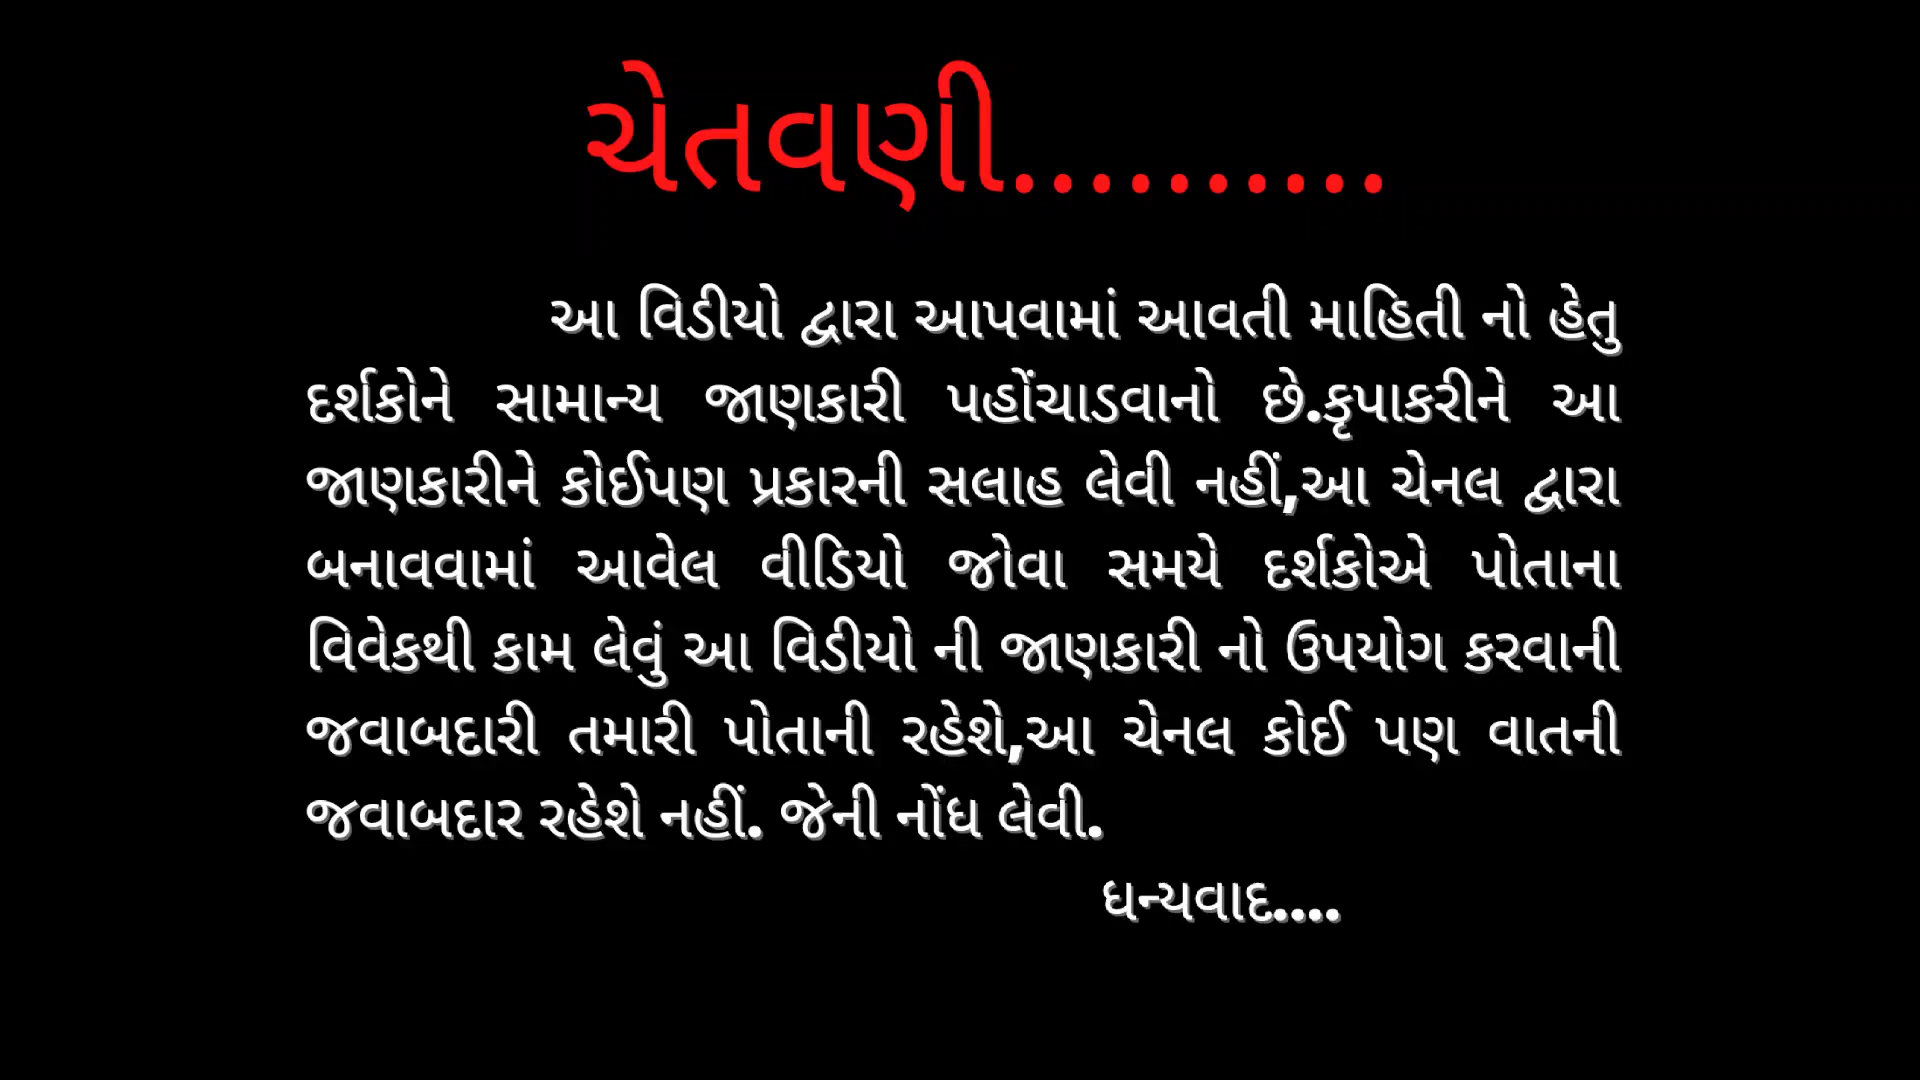 ચેતવણી..........
આ વિડીયો દ્વારા આપવામાં આવતી માહિતી નો હેતુ
દર્શકોને સામાન્ય જાણકારી પહોંચાડવાનો છે.કૃપાકરીને આ
જાણકારીને કોઈપણ પ્રકારની સલાહ લેવી નહીં,આ ચેનલ દ્વારા
બનાવવામાં આવેલ વીડિયો જોવા સમયે દર્શકોએ પોતાના
વિવેકથી કામ લેવું આ વિડીયો ની જાણકારી નો ઉપયોગ કરવાની
જવાબદારી તમારી પોતાની રહેશે,આ ચેનલ કોઈ પણ વાતની
જવાબદાર રહેશે નહીં. જેની નોંધ લેવી.
ધન્યવાદ....